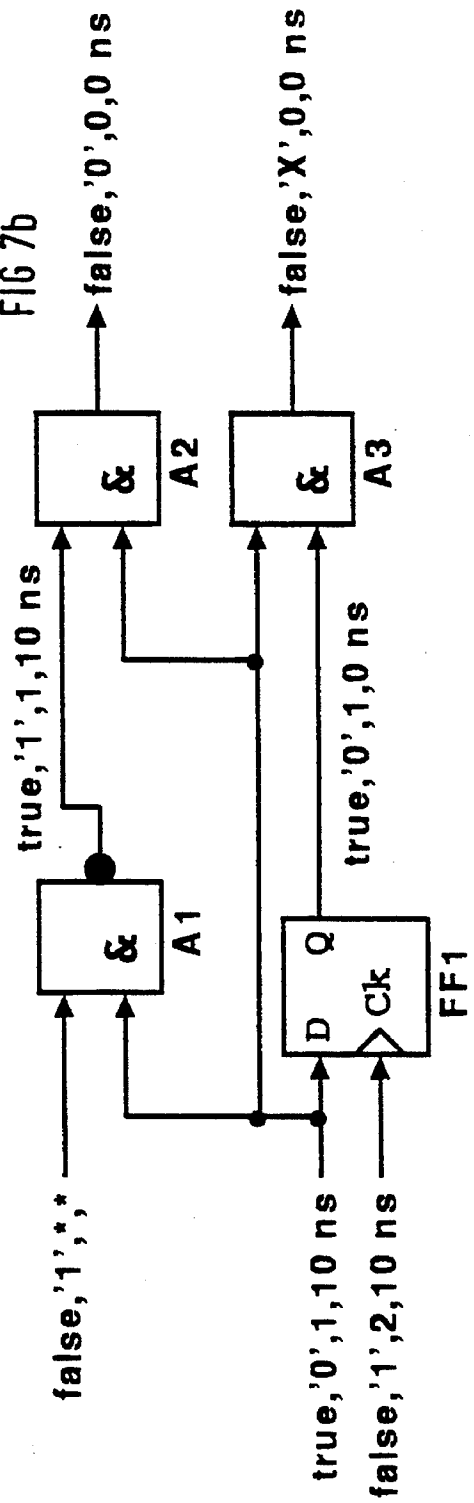 FIG 7b
false,'1',*,*
&
A1
true,'1',1,10 ns
&
A2
false,'0',0,0 ns
true,'0',1,10 ns
false,'1',2,10 ns
D Q
Ck
FF1
true,'0',1,0 ns
&
A3
false,'X',0,0 ns